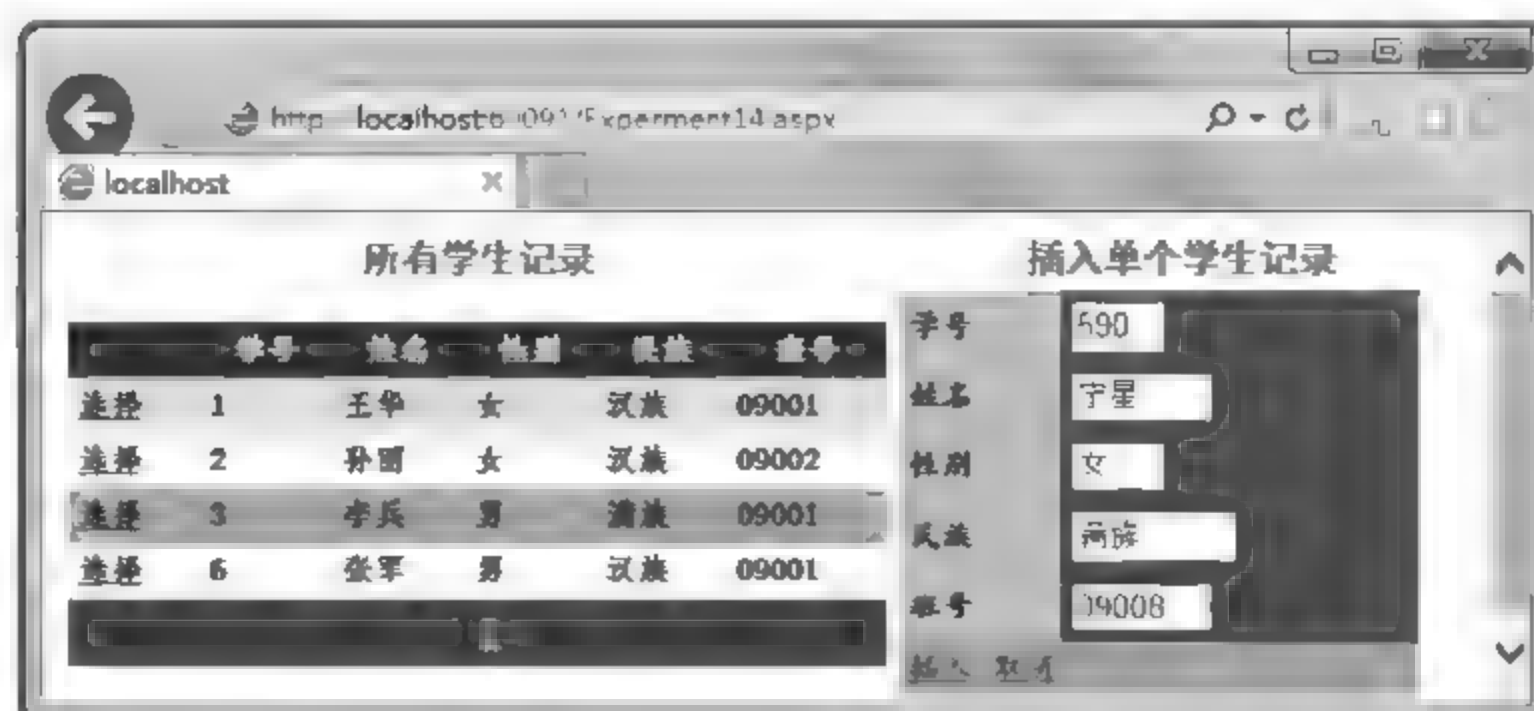 localhost
所有学生记录
插入单个学生记录
学号 姓名 性别 民族 班号
选择 1 王华 女 汉族 09001
选择 2 孙丽 女 汉族 09002
选择 3 李兵 男 满族 09001
选择 6 张军 男 汉族 09001
学号
姓名
性别 女
民族
班号
插入 取消